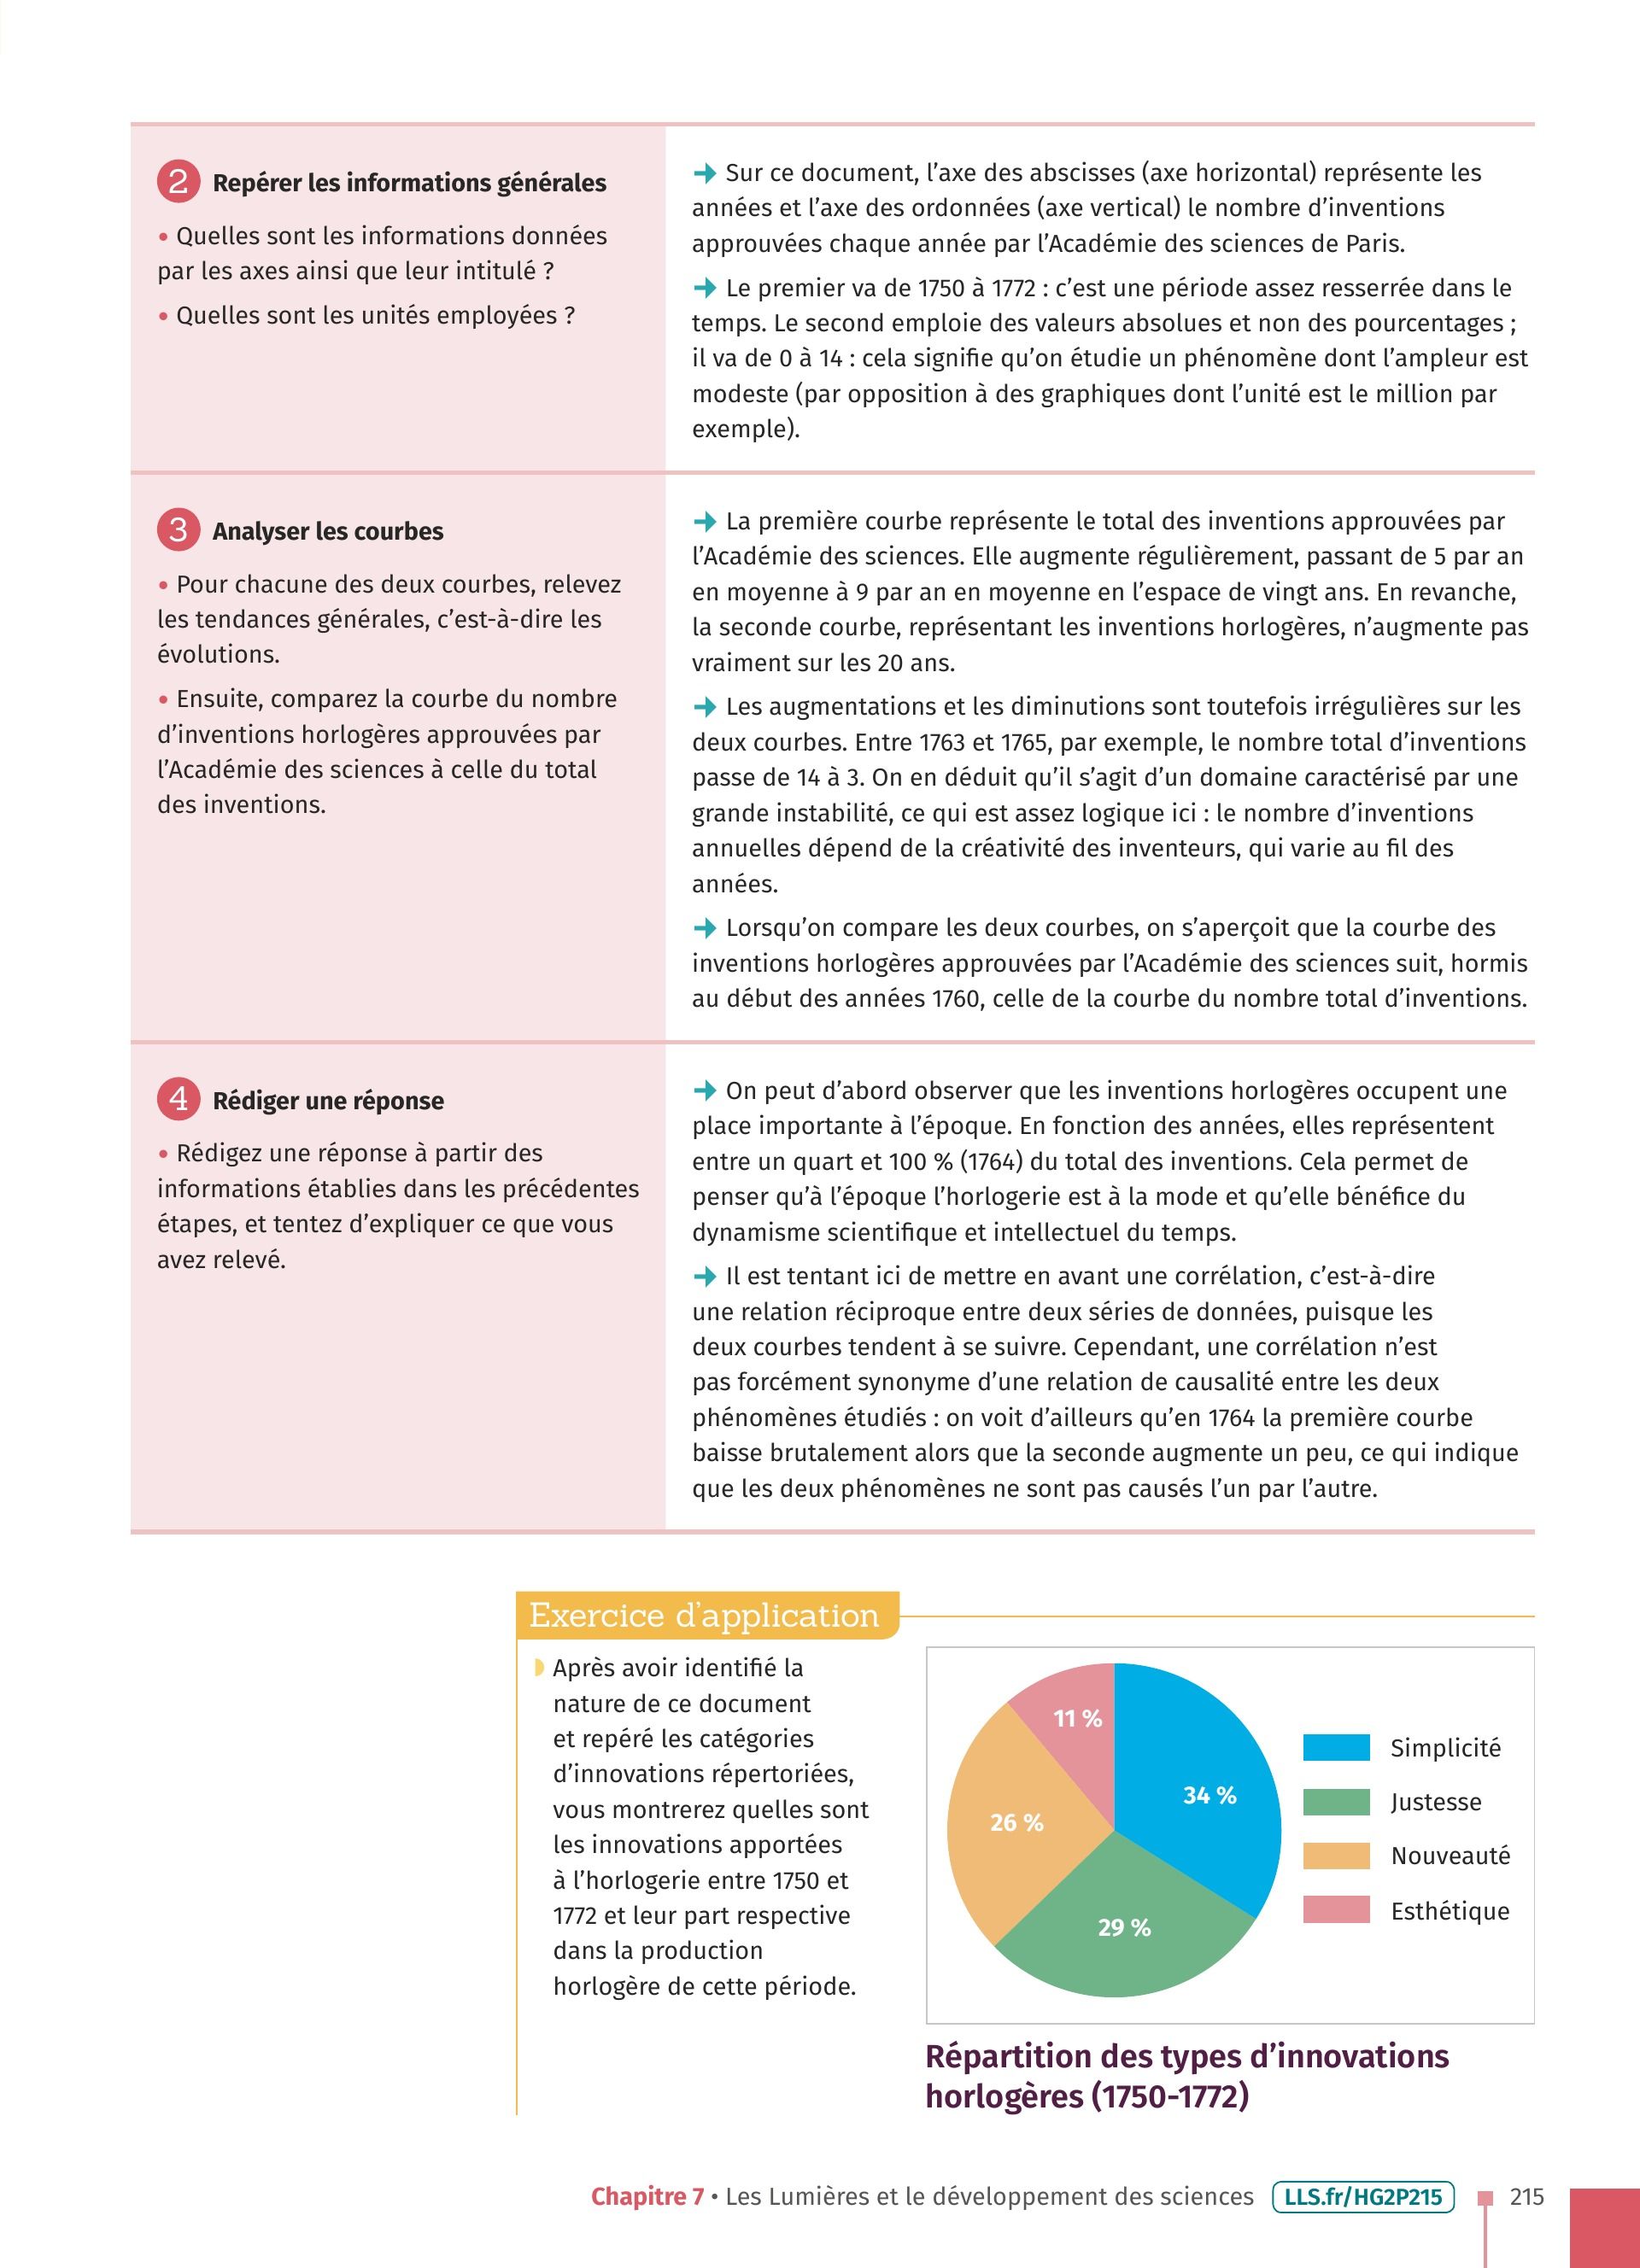 2 Repérer les informations générales
• Quelles sont les informations données
par les axes ainsi que leur intitulé ?
• Quelles sont les unités employées ?
➜ Sur ce document, l’axe des abscisses (axe horizontal) représente les
années et l’axe des ordonnées (axe vertical) le nombre d’inventions
approuvées chaque année par l’Académie des sciences de Paris.
➜ Le premier va de 1750 à 1772 : c’est une période assez resserrée dans le
temps. Le second emploie des valeurs absolues et non des pourcentages ;
il va de 0 à 14 : cela signifie qu’on étudie un phénomène dont l’ampleur est
modeste (par opposition à des graphiques dont l’unité est le million par
exemple).
3 Analyser les courbes
• Pour chacune des deux courbes, relevez
les tendances générales, c’est-à-dire les
évolutions.
• Ensuite, comparez la courbe du nombre
d’inventions horlogères approuvées par
l’Académie des sciences à celle du total
des inventions.
➜ La première courbe représente le total des inventions approuvées par
l’Académie des sciences. Elle augmente régulièrement, passant de 5 par an
en moyenne à 9 par an en moyenne en l’espace de vingt ans. En revanche,
la seconde courbe, représentant les inventions horlogères, n’augmente pas
vraiment sur les 20 ans.
➜ Les augmentations et les diminutions sont toutefois irrégulières sur les
deux courbes. Entre 1763 et 1765, par exemple, le nombre total d’inventions
passe de 14 à 3. On en déduit qu’il s’agit d’un domaine caractérisé par une
grande instabilité, ce qui est assez logique ici : le nombre d’inventions
annuelles dépend de la créativité des inventeurs, qui varie au fil des
années.
➜ Lorsqu’on compare les deux courbes, on s’aperçoit que la courbe des
inventions horlogères approuvées par l’Académie des sciences suit, hormis
au début des années 1760, celle de la courbe du nombre total d’inventions.
4 Rédiger une réponse
• Rédigez une réponse à partir des
informations établies dans les précédentes
étapes, et tentez d’expliquer ce que vous
avez relevé.
➜ On peut d’abord observer que les inventions horlogères occupent une
place importante à l’époque. En fonction des années, elles représentent
entre un quart et 100 % (1764) du total des inventions. Cela permet de
penser qu’à l’époque l’horlogerie est à la mode et qu’elle bénéfice du
dynamisme scientifique et intellectuel du temps.
➜ Il est tentant ici de mettre en avant une corrélation, c’est-à-dire
une relation réciproque entre deux séries de données, puisque les
deux courbes tendent à se suivre. Cependant, une corrélation n’est
pas forcément synonyme d’une relation de causalité entre les deux
phénomènes étudiés : on voit d’ailleurs qu’en 1764 la première courbe
baisse brutalement alors que la seconde augmente un peu, ce qui indique
que les deux phénomènes ne sont pas causés l’un par l’autre.
Exercice d’application
Après avoir identifié la
nature de ce document
et repéré les catégories
d’innovations répertoriées,
vous montrerez quelles sont
les innovations apportées
à l’horlogerie entre 1750 et
1772 et leur part respective
dans la production
horlogère de cette période.
11 %
34 %
26 %
29 %
Simplicité
Justesse
Nouveauté
Esthétique
Répartition des types d’innovations
horlogères (1750-1772)
Chapitre 7 • Les Lumières et le développement des sciences LLS.fr/HG2P215 215